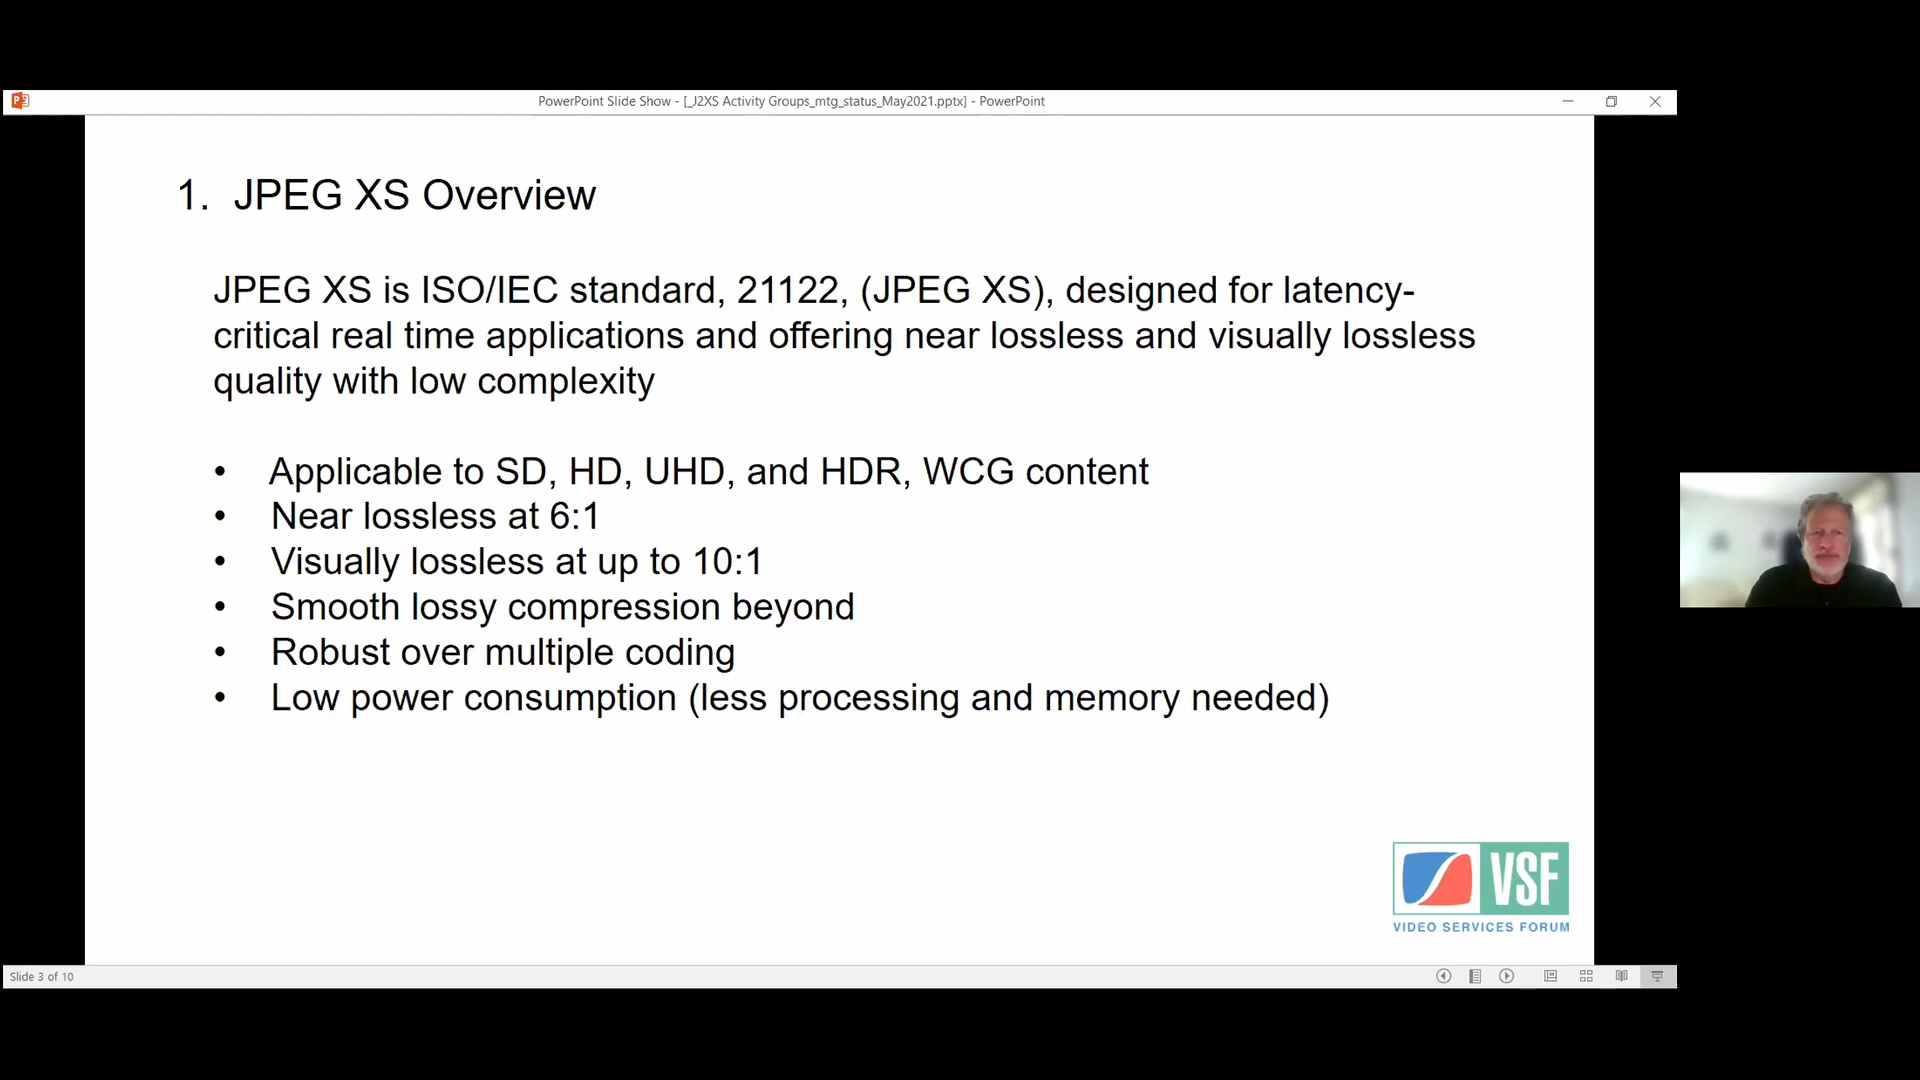 PowerPoint Slide Show - [_J2XS Activity Groups_mtg_status_May2021.pptx] - PowerPoint
1. JPEG XS Overview
JPEG XS is ISO/IEC standard, 21122, (JPEG XS), designed for latency-
critical real time applications and offering near lossless and visually lossless
quality with low complexity
• Applicable to SD, HD, UHD, and HDR, WCG content
• Near lossless at 6:1
• Visually lossless at up to 10:1
• Smooth lossy compression beyond
• Robust over multiple coding
• Low power consumption (less processing and memory needed)
VSF
VIDEO SERVICES FORUM
Slide 3 of 10